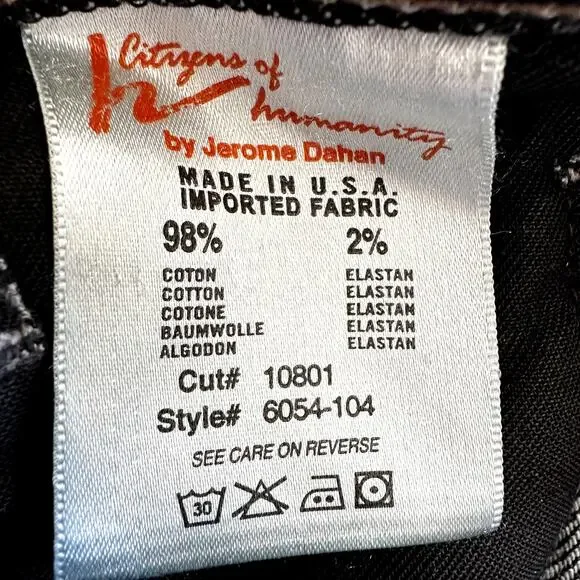 Citizens of
humanity
by Jerome Dahan
MADE IN U.S.A.
IMPORTED FABRIC
98% 2%
COTON ELASTAN
COTTON ELASTAN
COTONE ELASTAN
BAUMWOLLE ELASTAN
ALGODON ELASTAN
Cut# 10801
Style# 6054-104
SEE CARE ON REVERSE
30